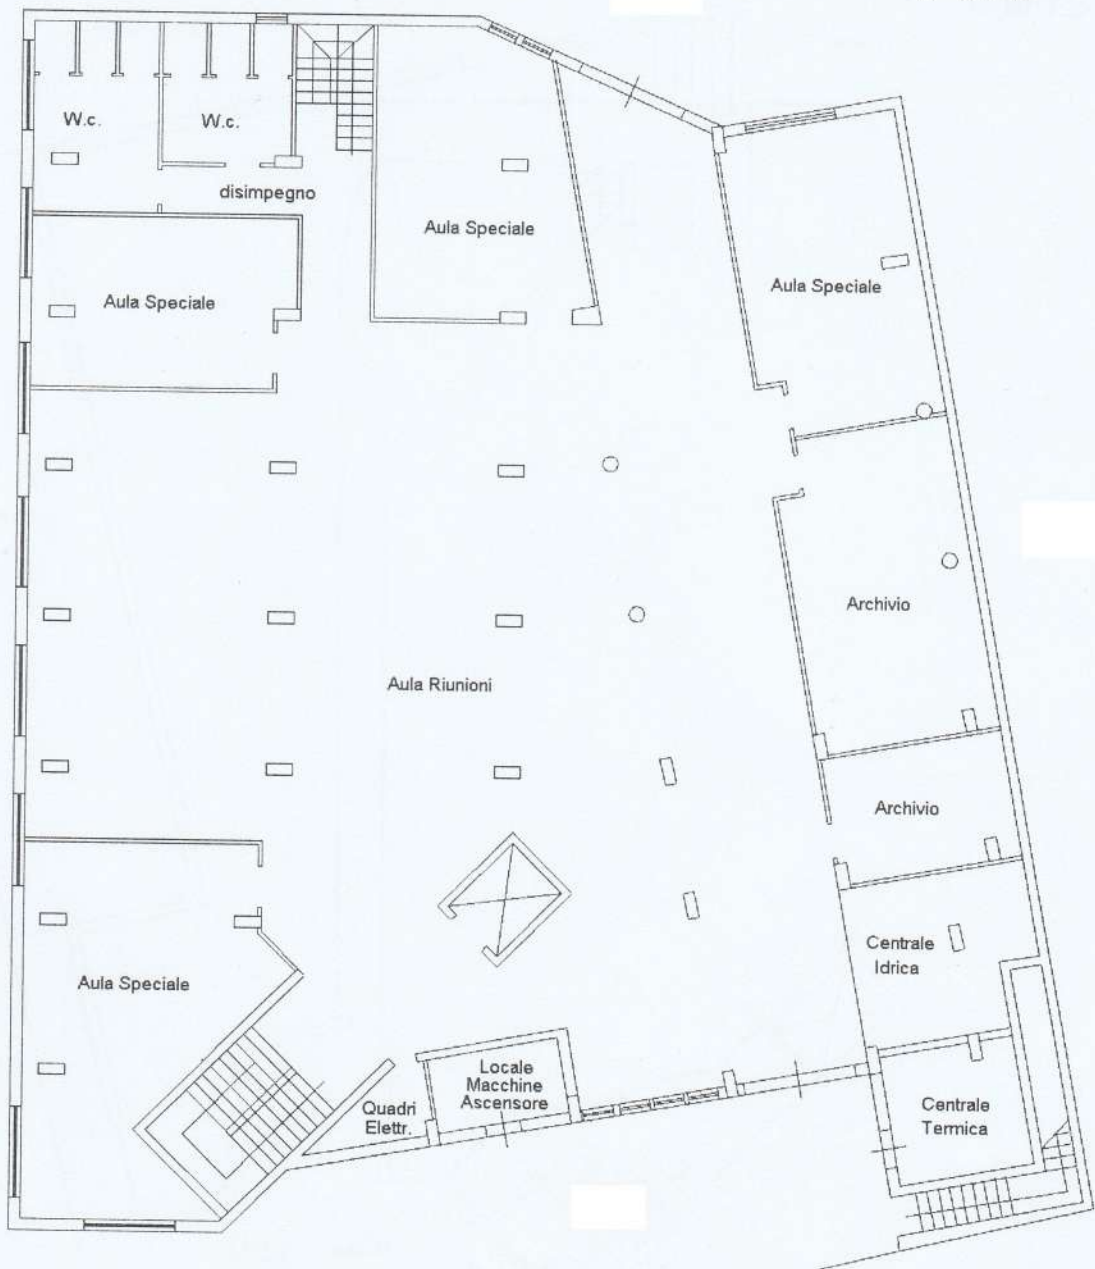 W.c.
W.c.
disimpegno
Aula Speciale
Aula Speciale
Aula Speciale
Archivio
Aula Riunioni
Archivio
Centrale
Idrica
Aula Speciale
Locale
Macchine
Ascensore
Quadri
Elettr.
Centrale
Termica